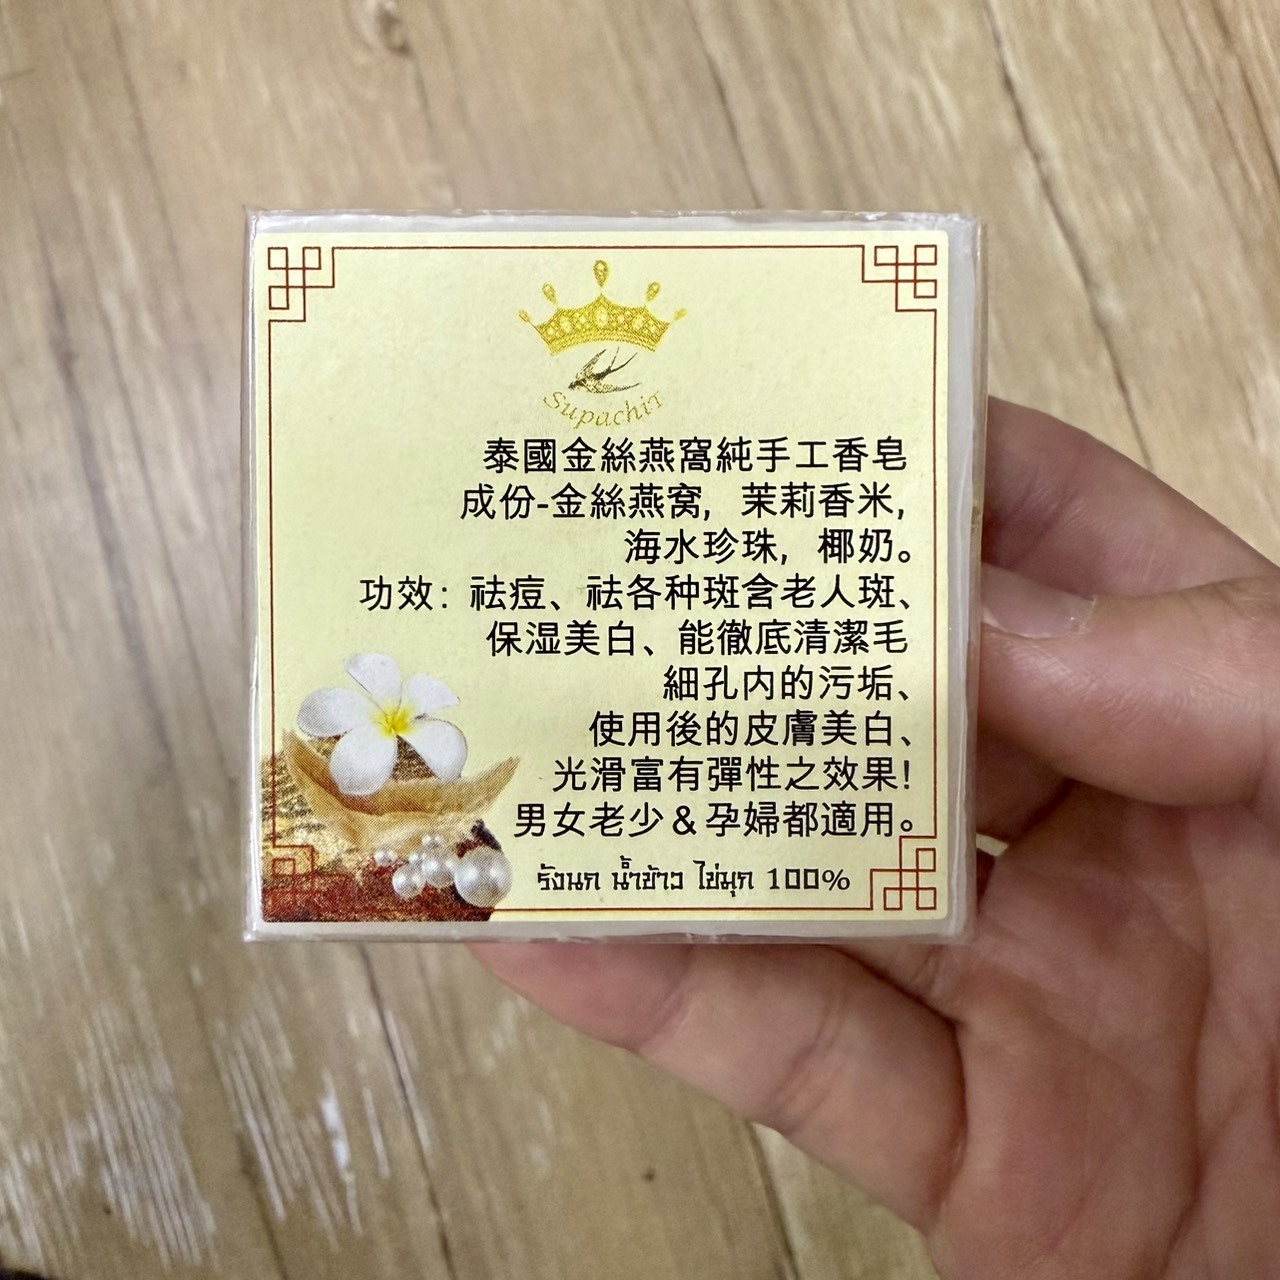 Supachit
泰國金絲燕窩純手工香皂
成份-金絲燕窝，茉莉香米，
海水珍珠，椰奶。
功效：祛痘、祛各种斑含老人斑、
保湿美白、能徹底清潔毛
細孔内的污垢、
使用後的皮膚美白、
光滑富有彈性之效果!
男女老少＆孕婦都適用。
รังนก น้ำข้าว ไข่มุก 100%